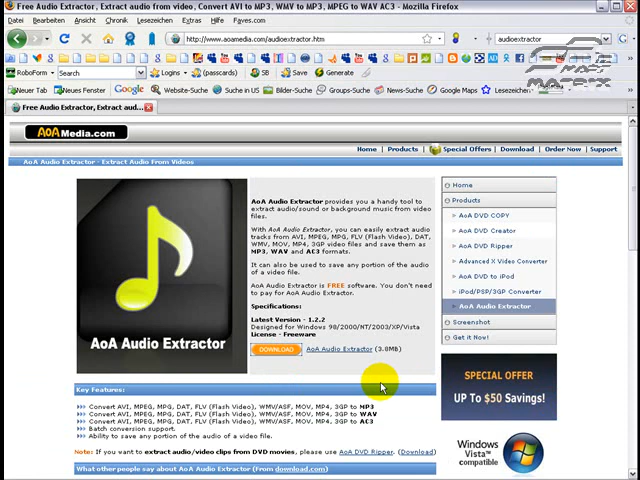 Free Audio Extractor , Extract audio from video, Convert AVI to MP3, WMV to MP3, MPEG to WAV AC3 - Mozilla Firefox
Datei Bearbeiten Ansicht Chronik Lesezeichen Extras Hilfe Faves.com
http://www.aoamedia.com/audioextractor.htm
audioextractor
RoboForm Search Logins (passcards) SB Save Generate
Neuer Tab Neues Fenster Google Website-Suche Suche in US Bilder-Suche Groups-Suche News-Suche Google Maps Lesezeichen
Free Audio Extractor, Extract aud...
AOAMedia.com
Home | Products | Special Offers | Download | Order Now | Support
AoA Audio Extractor - Extract Audio From Videos
AoA Audio Extractor
AoA Audio Extractor provides you a handy tool to
extract audio/sound or background music from video
files.
With AoA Audio Extractor, you can easily extract audio
tracks from AVI, MPEG, MPG, FLV (Flash Video), DAT,
WMV, MOV, MP4, 3GP video files and save them as
MP3, WAV and AC3 formats.
It can also be used to save any portion of the audio
of a video file.
AoA Audio Extractor is FREE software. You don't need
to pay for AoA Audio Extractor.
Specifications:
Latest Version - 1.2.2
Designed for Windows 98/2000/NT/2003/XP/Vista
License - Freeware
DOWNLOAD AoA Audio Extractor (3.8MB)
Home
Products
AoA DVD COPY
AoA DVD Creator
AoA DVD Ripper
Advanced X Video Converter
AoA DVD to iPod
iPod/PSP/3GP Converter
AoA Audio Extractor
Screenshot
Get it Now!
SPECIAL OFFER
UP To $50 Savings!
Windows
Vista™
compatible
Key Features:
Convert AVI, MPEG, MPG, DAT, FLV (Flash Video), WMV/ASF, MOV, MP4, 3GP to MP3
Convert AVI, MPEG, MPG, DAT, FLV (Flash Video), WMV/ASF, MOV, MP4, 3GP to WAV
Convert AVI, MPEG, MPG, DAT, FLV (Flash Video), WMV/ASF, MOV, MP4, 3GP to AC3
Batch conversion support.
Ability to save any portion of the audio of a video file.
Note: If you want to extract audio/video clips from DVD movies, please use AoA DVD Ripper. (Download)
What other people say about AoA Audio Extractor (From download.com)